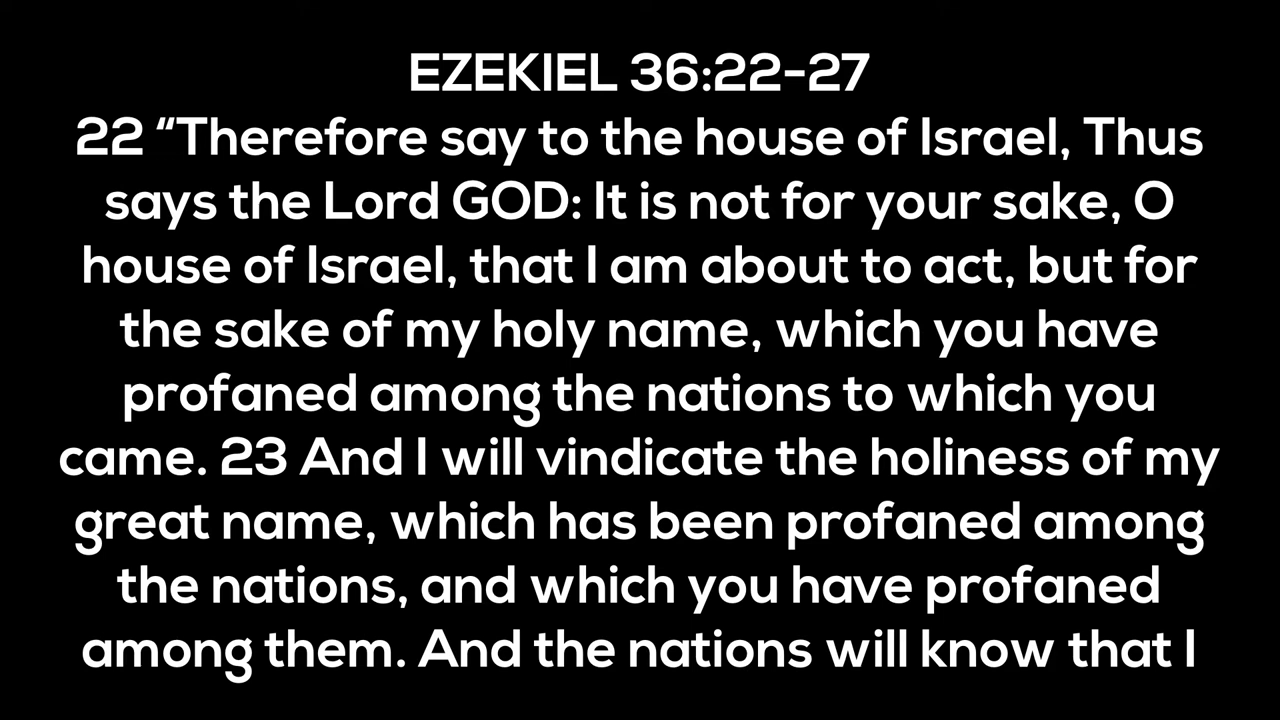 EZEKIEL 36:22-27
22 “Therefore say to the house of Israel, Thus
says the Lord GOD: It is not for your sake, O
house of Israel, that I am about to act, but for
the sake of my holy name, which you have
profaned among the nations to which you
came. 23 And I will vindicate the holiness of my
great name, which has been profaned among
the nations, and which you have profaned
among them. And the nations will know that I